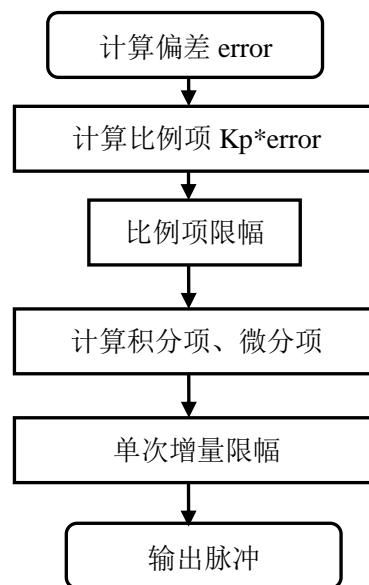 计算偏差 error
计算比例项 Kp*error
比例项限幅
计算积分项、微分项
单次增量限幅
输出脉冲